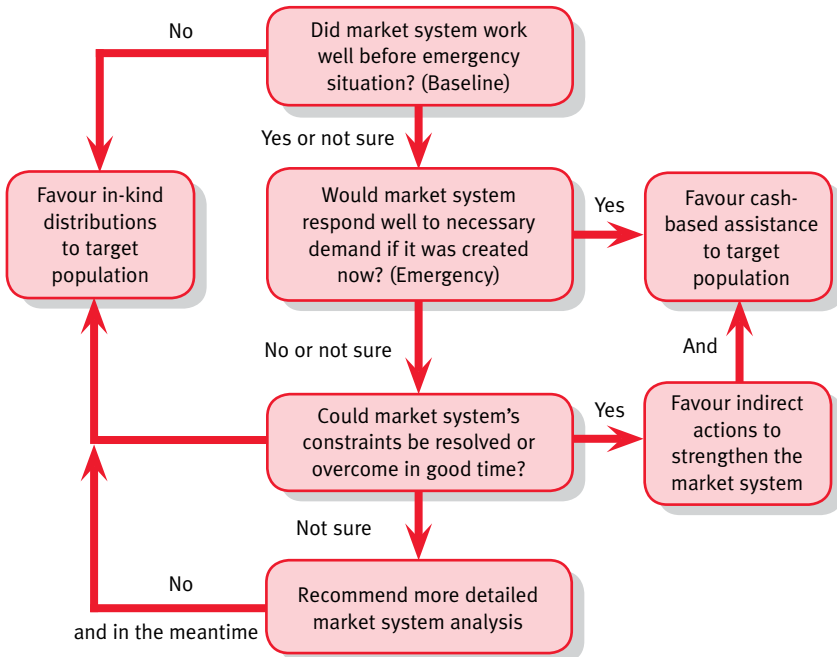 No
Did market system work
well before emergency
situation? (Baseline)
Yes or not sure
Favour in-kind
distributions
to target
population
Would market system
respond well to necessary
demand if it was created
now? (Emergency)
Yes
Favour cash-
based assistance
to target
population
No or not sure
And
Could market system’s
constraints be resolved or
overcome in good time?
Yes
Favour indirect
actions to
strengthen the
market system
Not sure
No
and in the meantime
Recommend more detailed
market system analysis